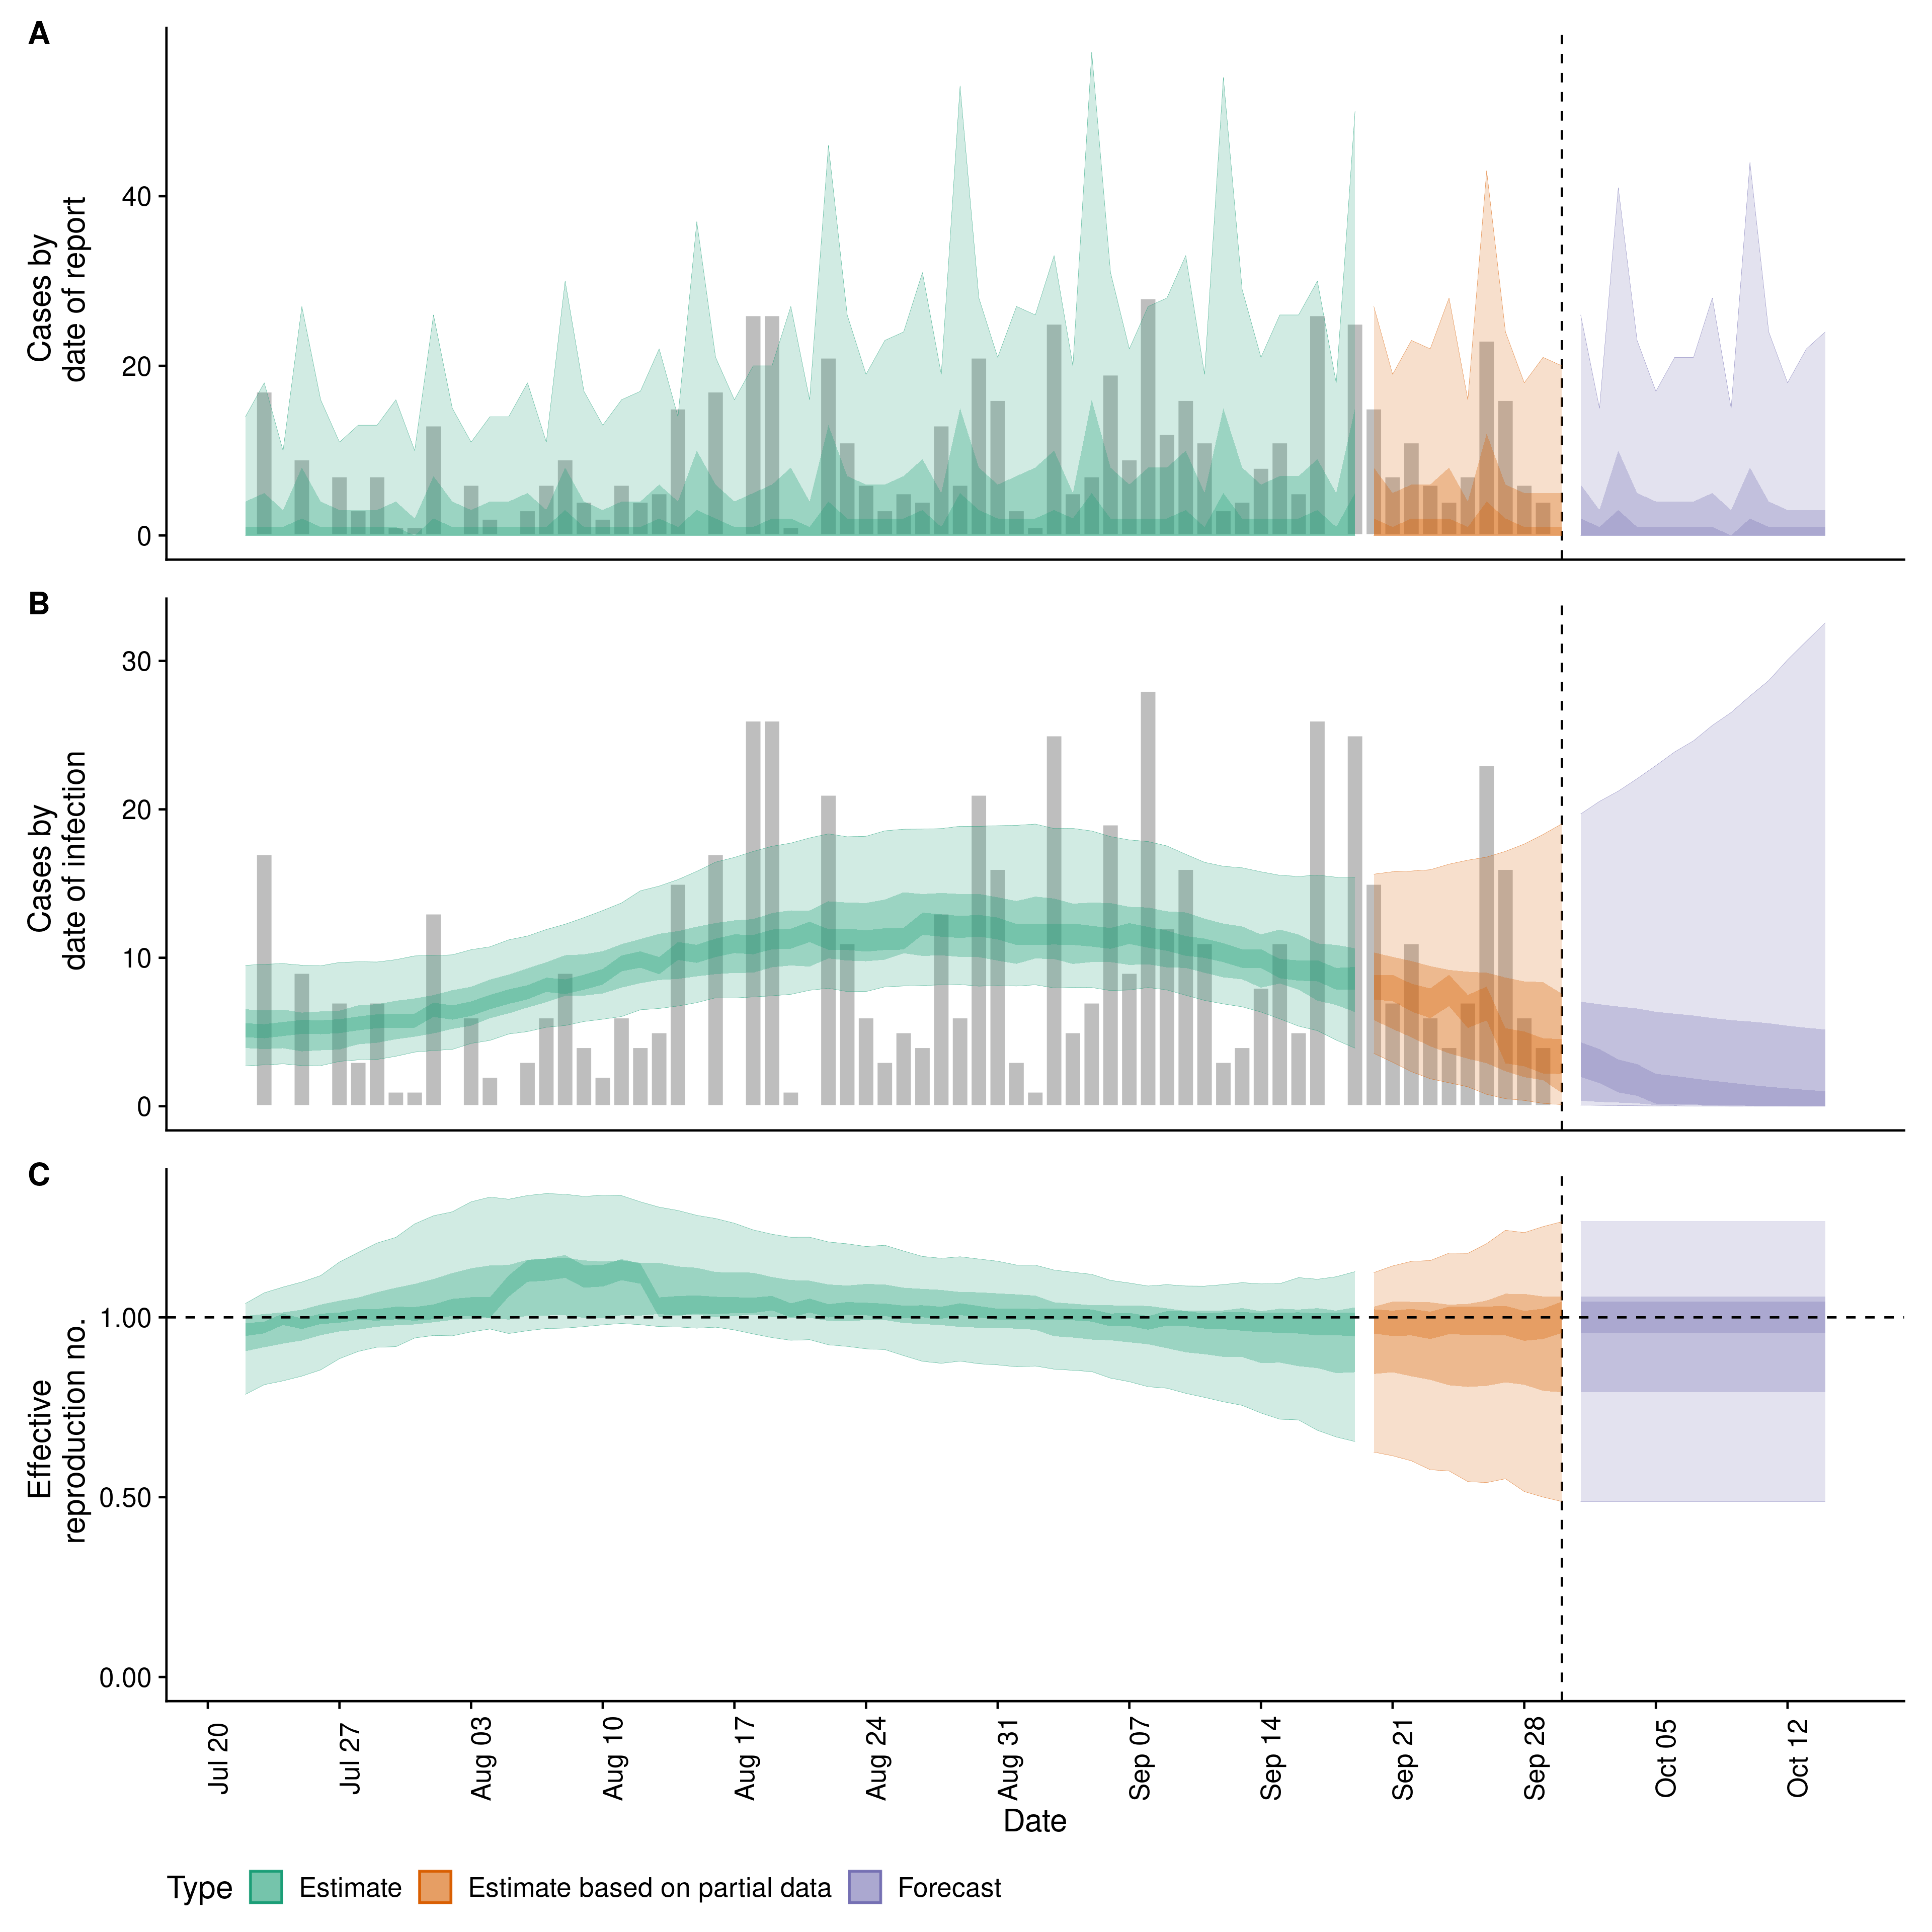 A
Cases by
date of report
40
20
0
B
Cases by
date of infection
30
20
10
0
C
Effective
reproduction no.
1.00
0.50
0.00
Jul 20
Jul 27
Aug 03
Aug 10
Aug 17
Aug 24
Aug 31
Sep 07
Sep 14
Sep 21
Sep 28
Oct 05
Oct 12
Date
Type Estimate Estimate based on partial data Forecast